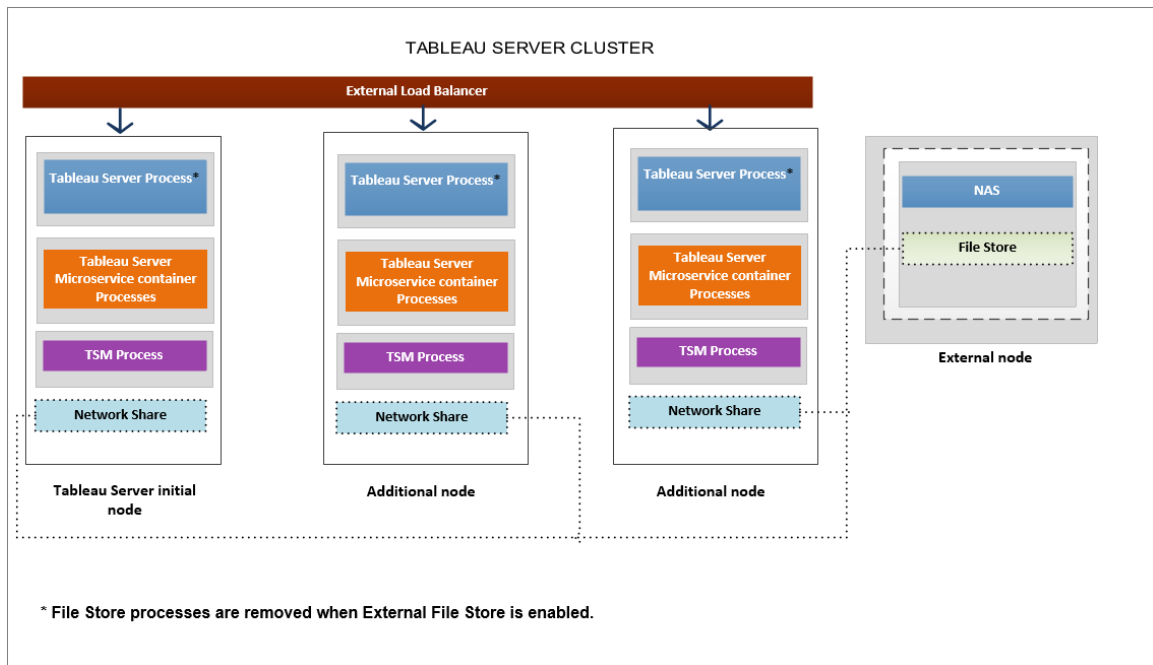 TABLEAU SERVER CLUSTER
External Load Balancer
Tableau Server Process*
Tableau Server
Microservice container
Processes
TSM Process
Network Share
Tableau Server initial
node
Tableau Server Process*
Tableau Server
Microservice container
Processes
TSM Process
Network Share
Additional node
Tableau Server Process*
Tableau Server
Microservice container
Processes
TSM Process
Network Share
Additional node
NAS
File Store
External node
* File Store processes are removed when External File Store is enabled.